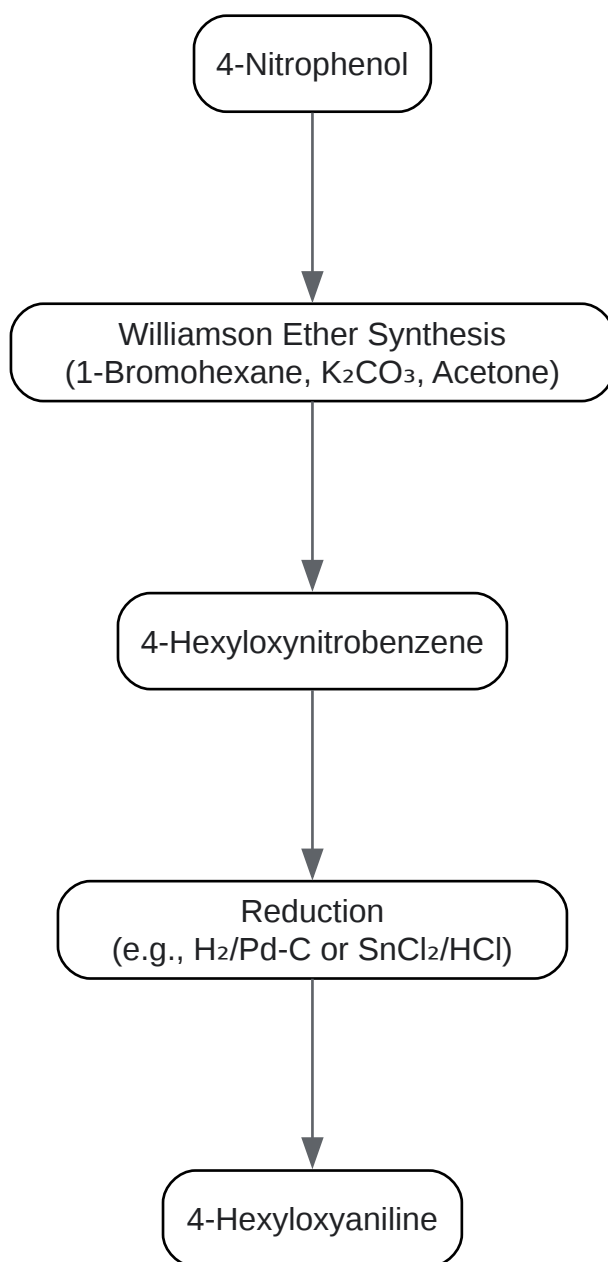 4-Nitrophenol
Williamson Ether Synthesis
(1-Bromohexane, K₂CO₃, Acetone)
4-Hexyloxynitrobenzene
Reduction
(e.g., H₂/Pd-C or SnCl₂/HCl)
4-Hexyloxyaniline